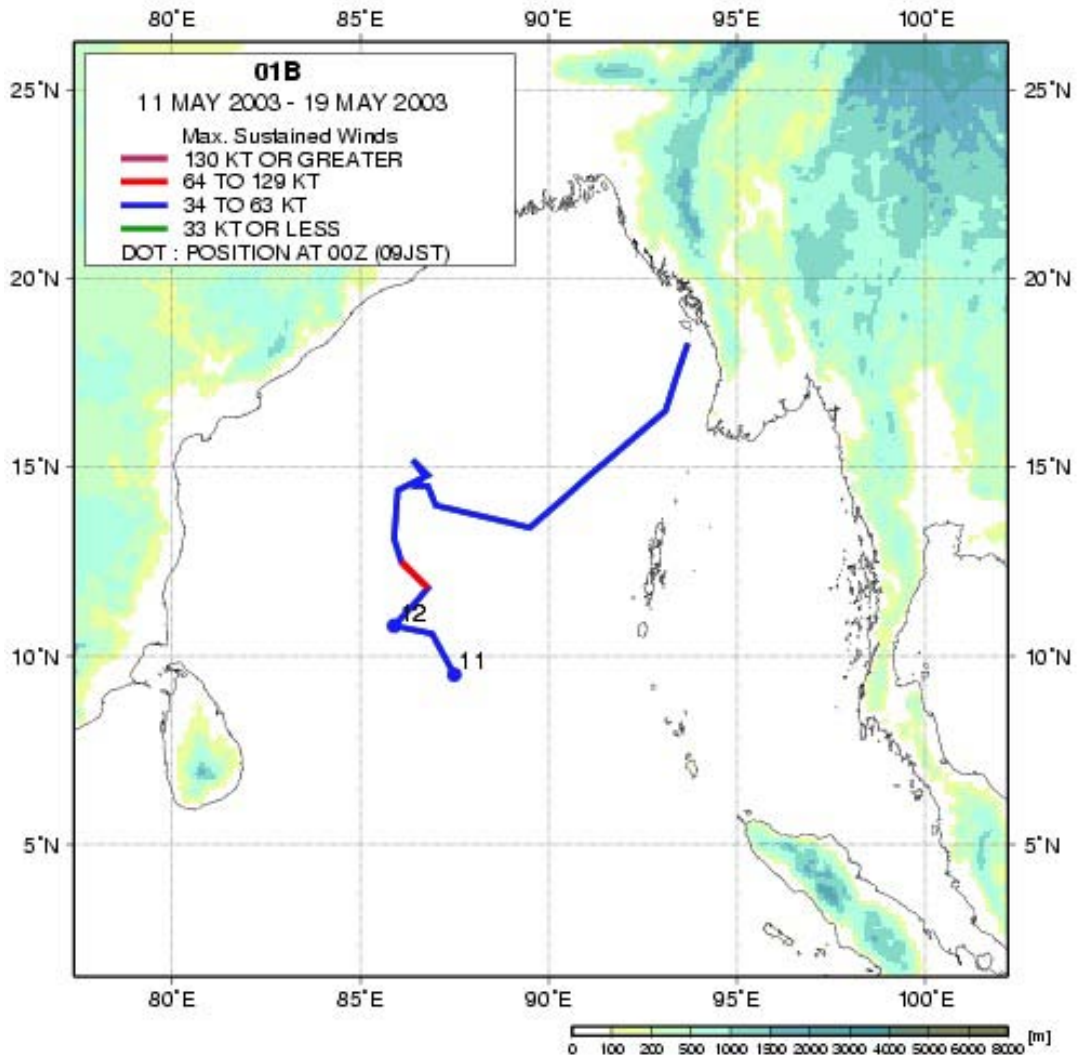 80°E 85°E 90°E 95°E 100°E
01B
11 MAY 2003 - 19 MAY 2003
Max. Sustained Winds
130 KT OR GREATER
64 TO 129 KT
34 TO 63 KT
33 KT OR LESS
DOT : POSITION AT 00Z (09JST)
25°N 25°N
20°N 20°N
15°N 15°N
12
11
10°N 10°N
5°N 5°N
80°E 85°E 90°E 95°E 100°E
0 100 200 500 1000 1500 2000 3000 4000 5000 6000 8000 [m]